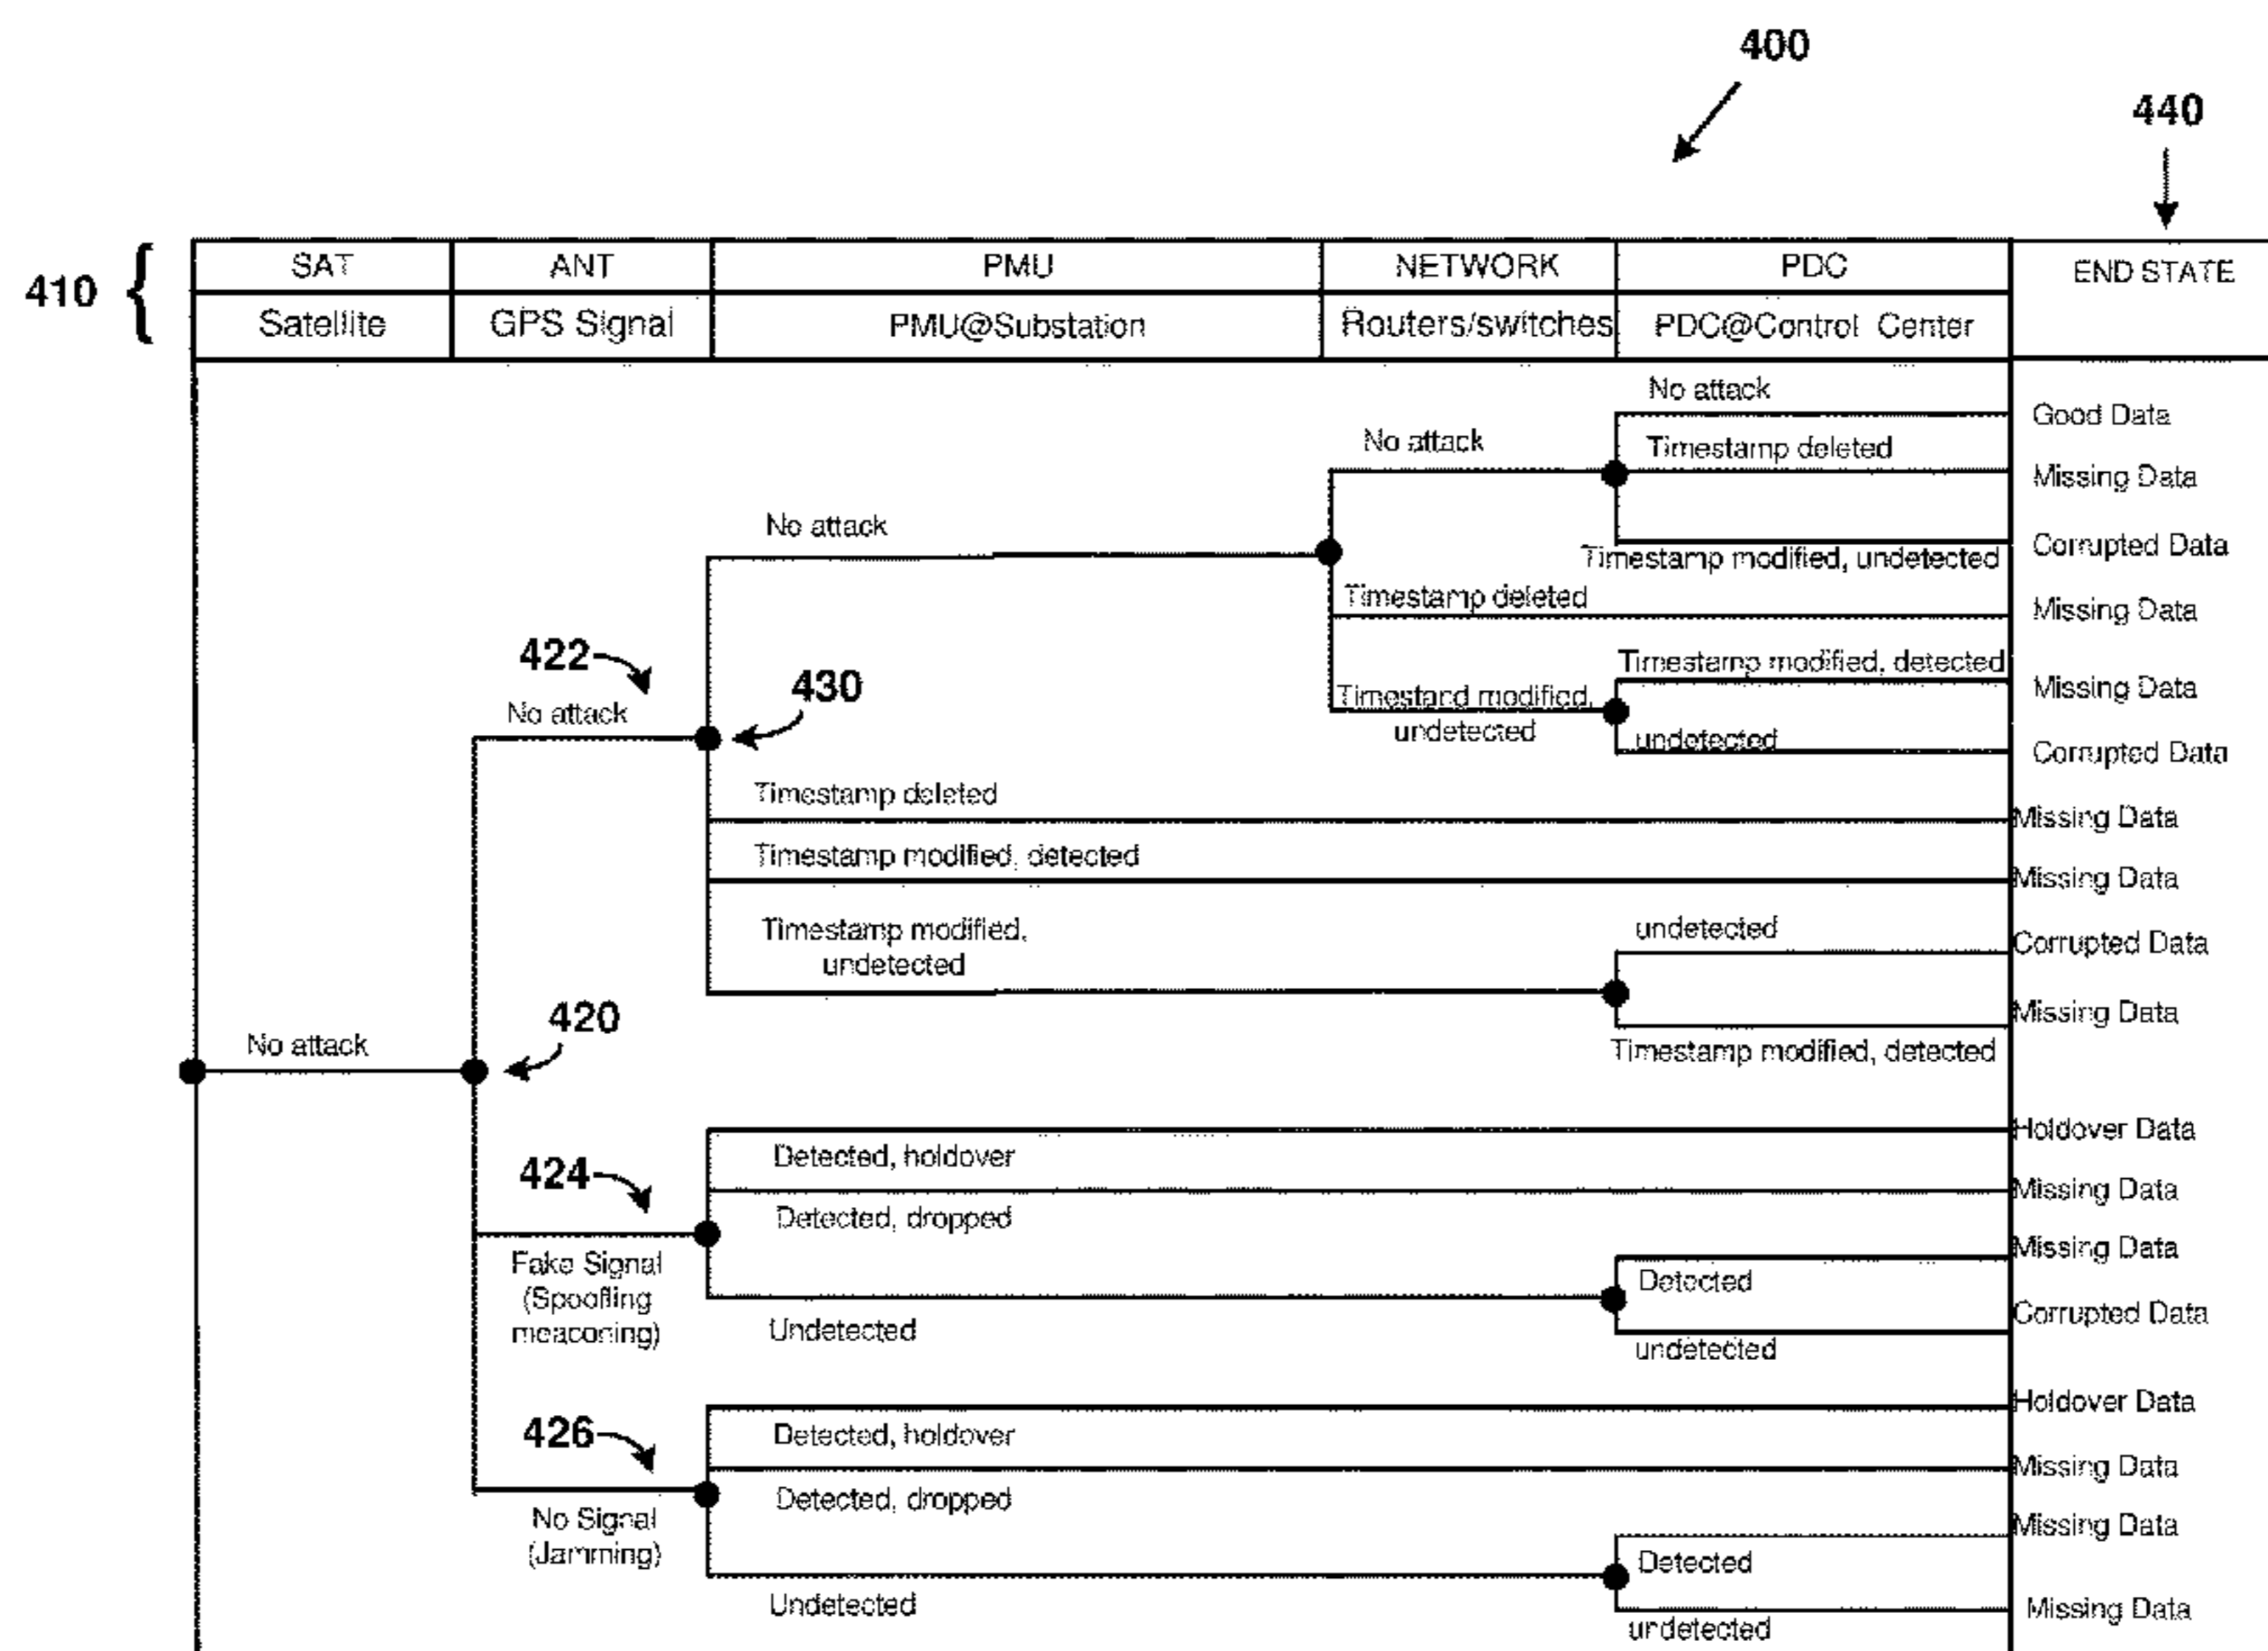 400
440
410
SAT ANT PMU NETWORK PDC END STATE
Satellite GPS Signal PMU@Substation Routers/switches PDC@Control Center
No attack
Good Data
No attack
Timestamp deleted
Missing Data
No attack
Corrupted Data
Timestamp modified, undetected
Timestamp deleted
Missing Data
422
Timestamp modified, detected
430
Missing Data
Timestand modified,
undetected
No attack
undetected
Corrupted Data
Timestamp deleted
Missing Data
Timestamp modified, detected
Missing Data
Timestamp modified,
undetected
undetected
Corrupted Data
420
Missing Data
No attack
Timestamp modified, detected
Holdover Data
Detected, holdover
424
Missing Data
Detected, dropped
Missing Data
Fake Signal
(Spoofling
meaconing)
Detected
Corrupted Data
Undetected
undetected
Holdover Data
426
Detected, holdover
Missing Data
Detected, dropped
No Signal
(Jamming)
Missing Data
Detected
Undetected
Missing Data
undetected